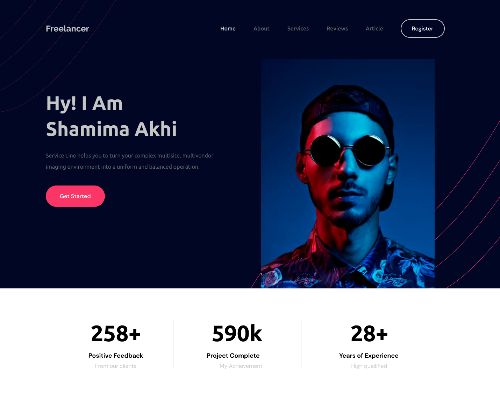 Freelancer
Home About Services Reviews Article Register
Hy! I Am
Shamima Akhi
Service Line helps you to turn your complex multisite, multivendor
imaging environment into a uniform and balanced operation.
Get Started
258+ 590k 28+
Positive Feedback Project Complete Years of Experience
From our clients My Achievement High qualified